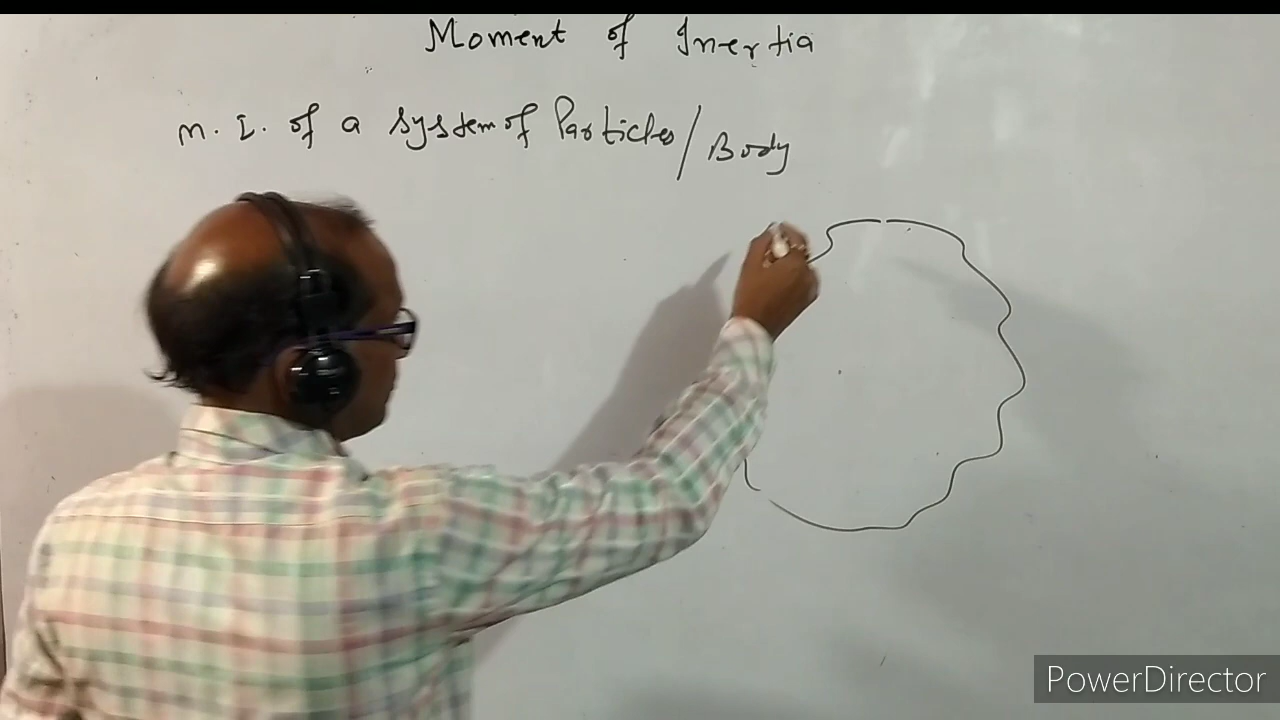 Moment of Inertia
M. I. of a system of Particles/Body
PowerDirector